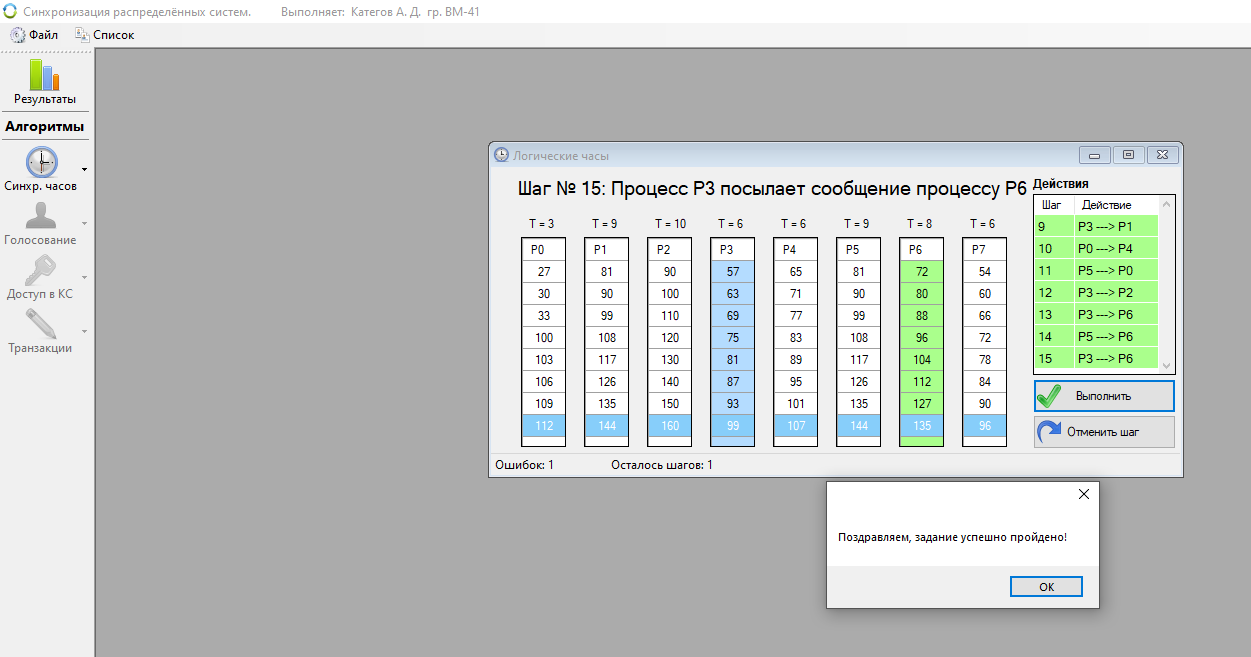 Синхронизация распределённых систем. Выполняет: Категов А. Д. гр. ВМ-41
Файл Список
Результаты
Алгоритмы
Синхр. часов
Голосование
Доступ в КС
Транзакции
Логические часы
Шаг № 15: Процесс P3 посылает сообщение процессу P6
T = 3 T = 9 T = 10 T = 6 T = 6 T = 9 T = 8 T = 6
P0 P1 P2 P3 P4 P5 P6 P7
27 81 90 57 65 81 72 54
30 90 100 63 71 90 80 60
33 99 110 69 77 99 88 66
100 108 120 75 83 108 96 72
103 117 130 81 89 117 104 78
106 126 140 87 95 126 112 84
109 135 150 93 101 135 127 90
112 144 160 99 107 144 135 96
Действия
Шаг Действие
9 P3 ---> P1
10 P0 ---> P4
11 P5 ---> P0
12 P3 ---> P2
13 P3 ---> P6
14 P5 ---> P6
15 P3 ---> P6
Выполнить
Отменить шаг
Ошибок: 1 Осталось шагов: 1
Поздравляем, задание успешно пройдено!
ОК